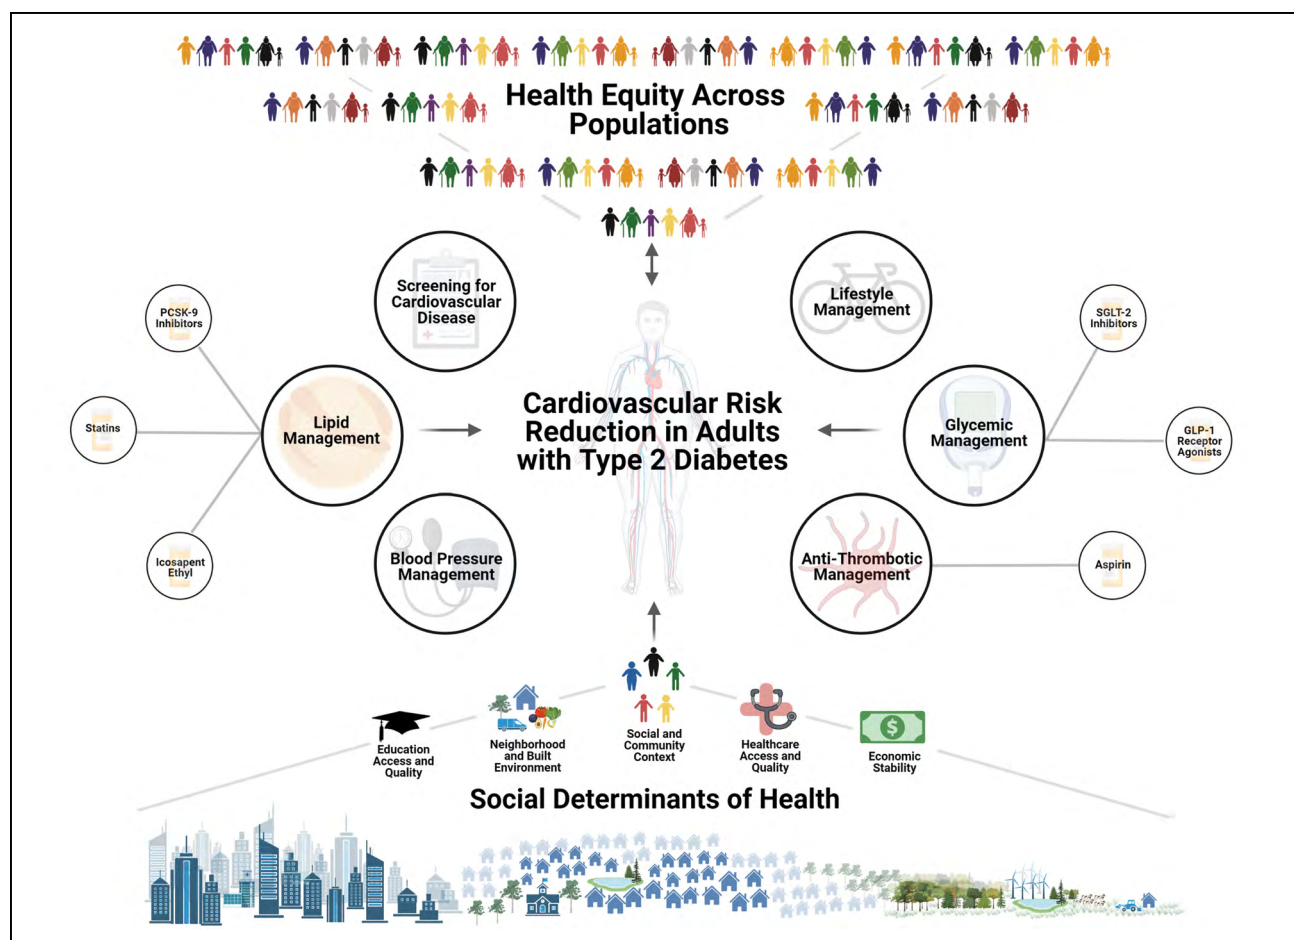 Health Equity Across
Populations
Screening for
Cardiovascular
Disease
Lifestyle
Management
PCSK-9
Inhibitors
SGLT-2
Inhibitors
Statins
Lipid
Management
Cardiovascular Risk
Reduction in Adults
with Type 2 Diabetes
Glycemic
Management
GLP-1
Receptor
Agonists
Icosapent
Ethyl
Blood Pressure
Management
Anti-Thrombotic
Management
Aspirin
Education
Access and
Quality
Neighborhood
and Built
Environment
Social and
Community
Context
Healthcare
Access and
Quality
$
Economic
Stability
Social Determinants of Health